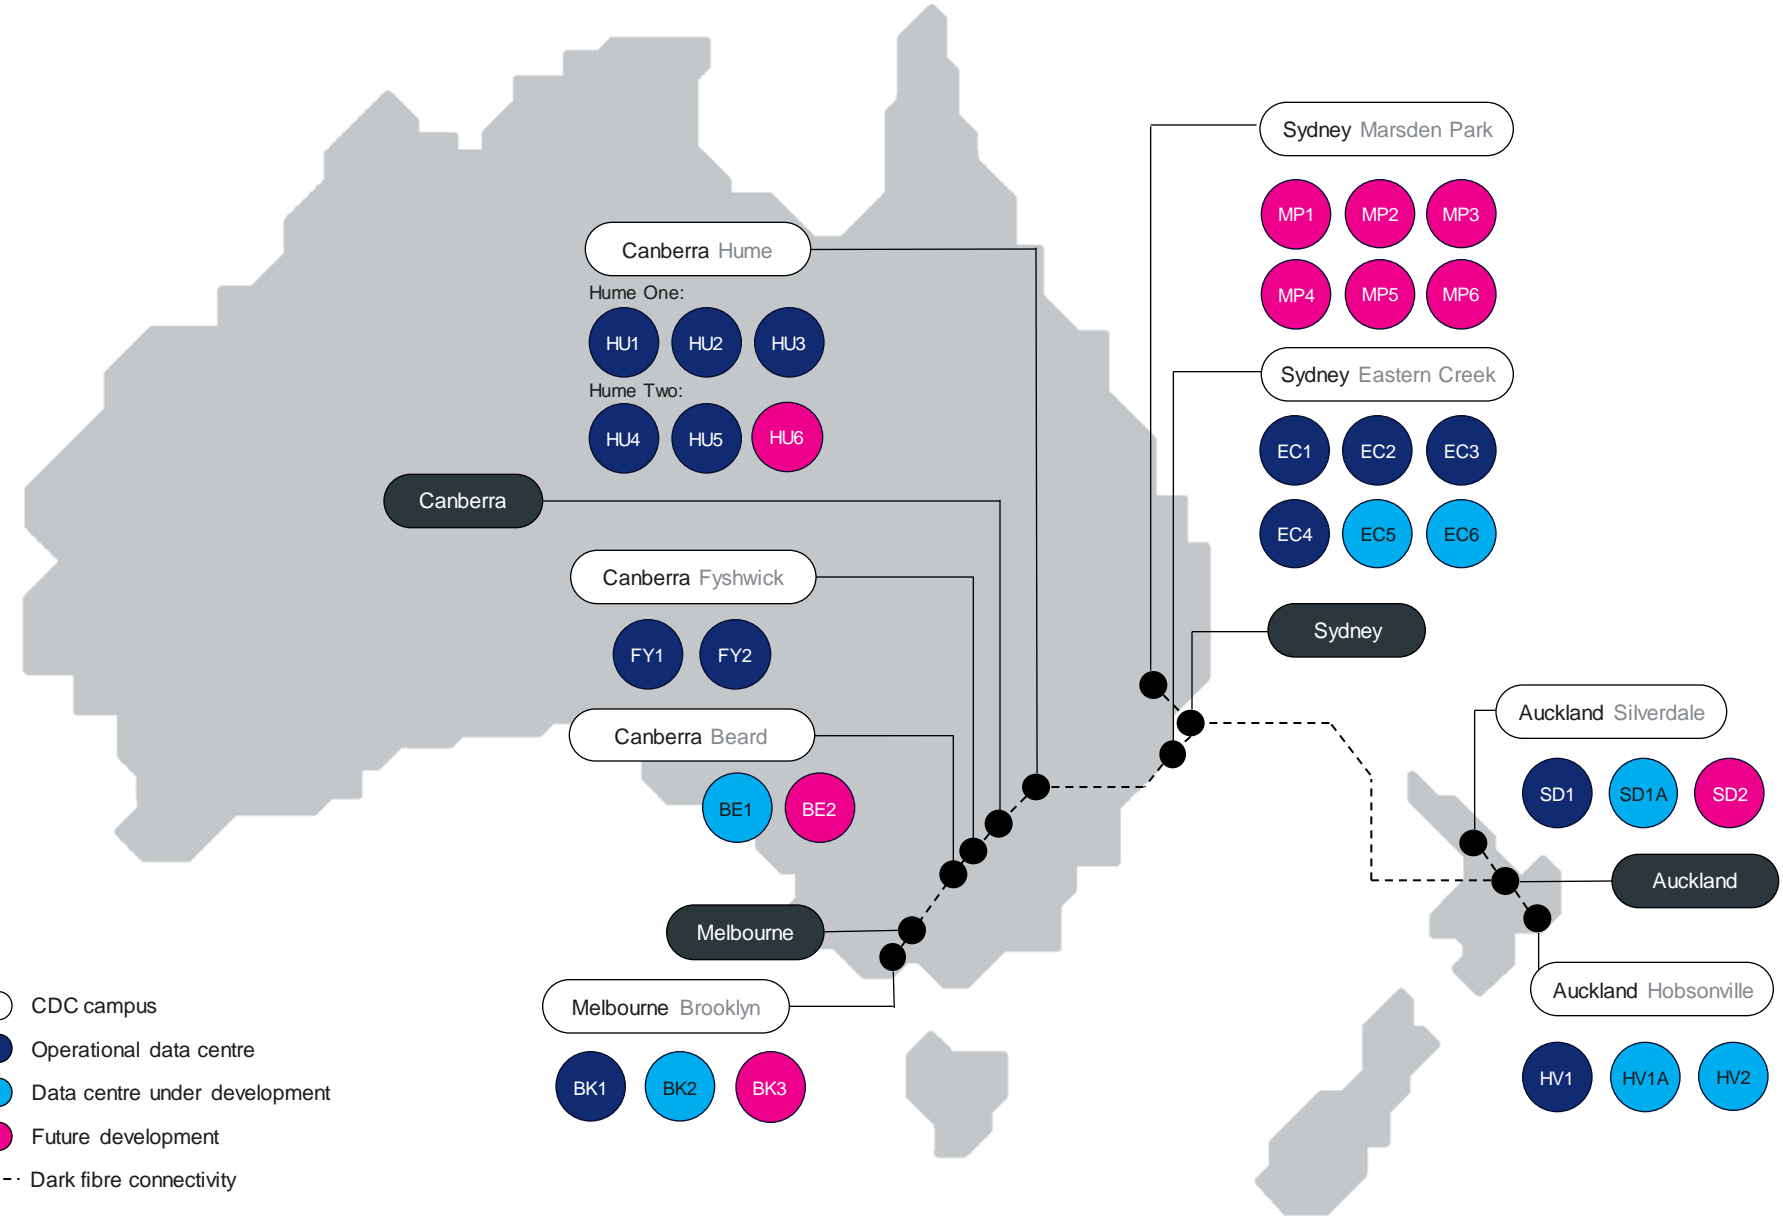 Sydney Marsden Park
MP1 MP2 MP3
MP4 MP5 MP6
Canberra Hume
Hume One:
HU1 HU2 HU3
Hume Two:
HU4 HU5 HU6
Sydney Eastern Creek
EC1 EC2 EC3
EC4 EC5 EC6
Canberra
Canberra Fyshwick
FY1 FY2
Sydney
Canberra Beard
BE1 BE2
Auckland Silverdale
SD1 SD1A SD2
Auckland
Melbourne
Melbourne Brooklyn
BK1 BK2 BK3
Auckland Hobsonville
HV1 HV1A HV2
CDC campus
Operational data centre
Data centre under development
Future development
Dark fibre connectivity